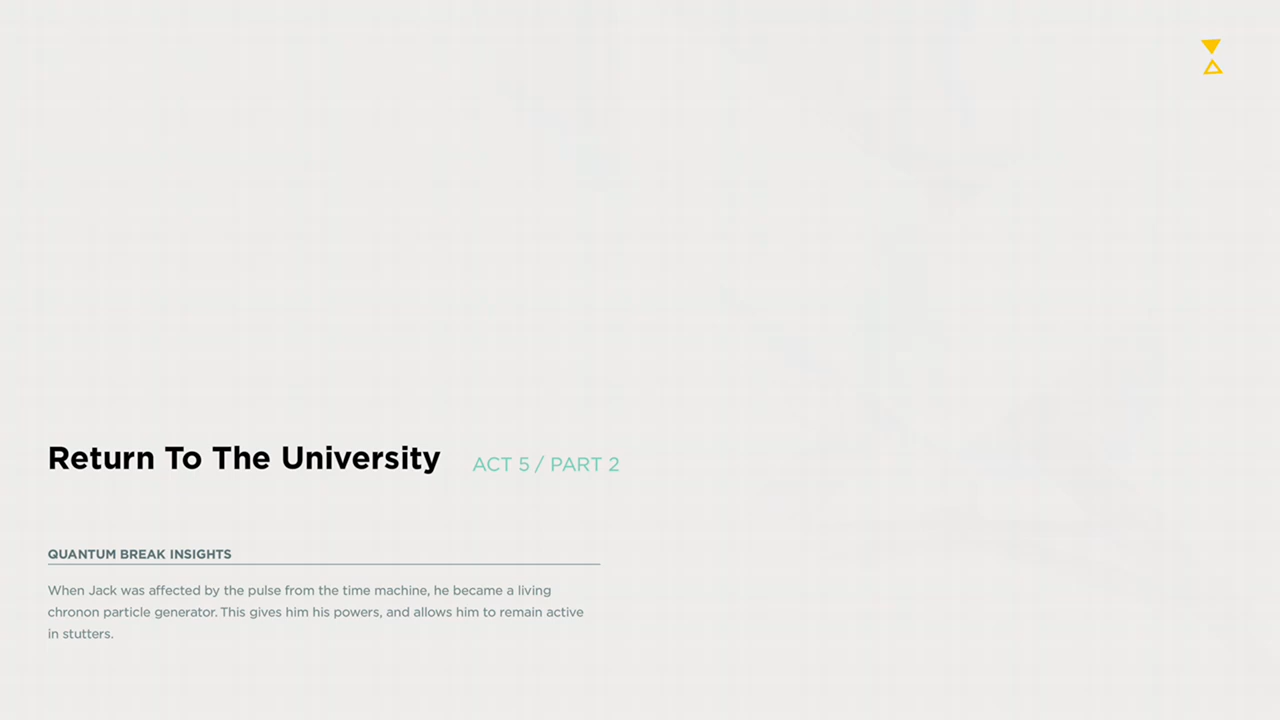 Return To The University ACT 5 / PART 2
QUANTUM BREAK INSIGHTS
When Jack was affected by the pulse from the time machine, he became a living
chronon particle generator. This gives him his powers, and allows him to remain active
in stutters.